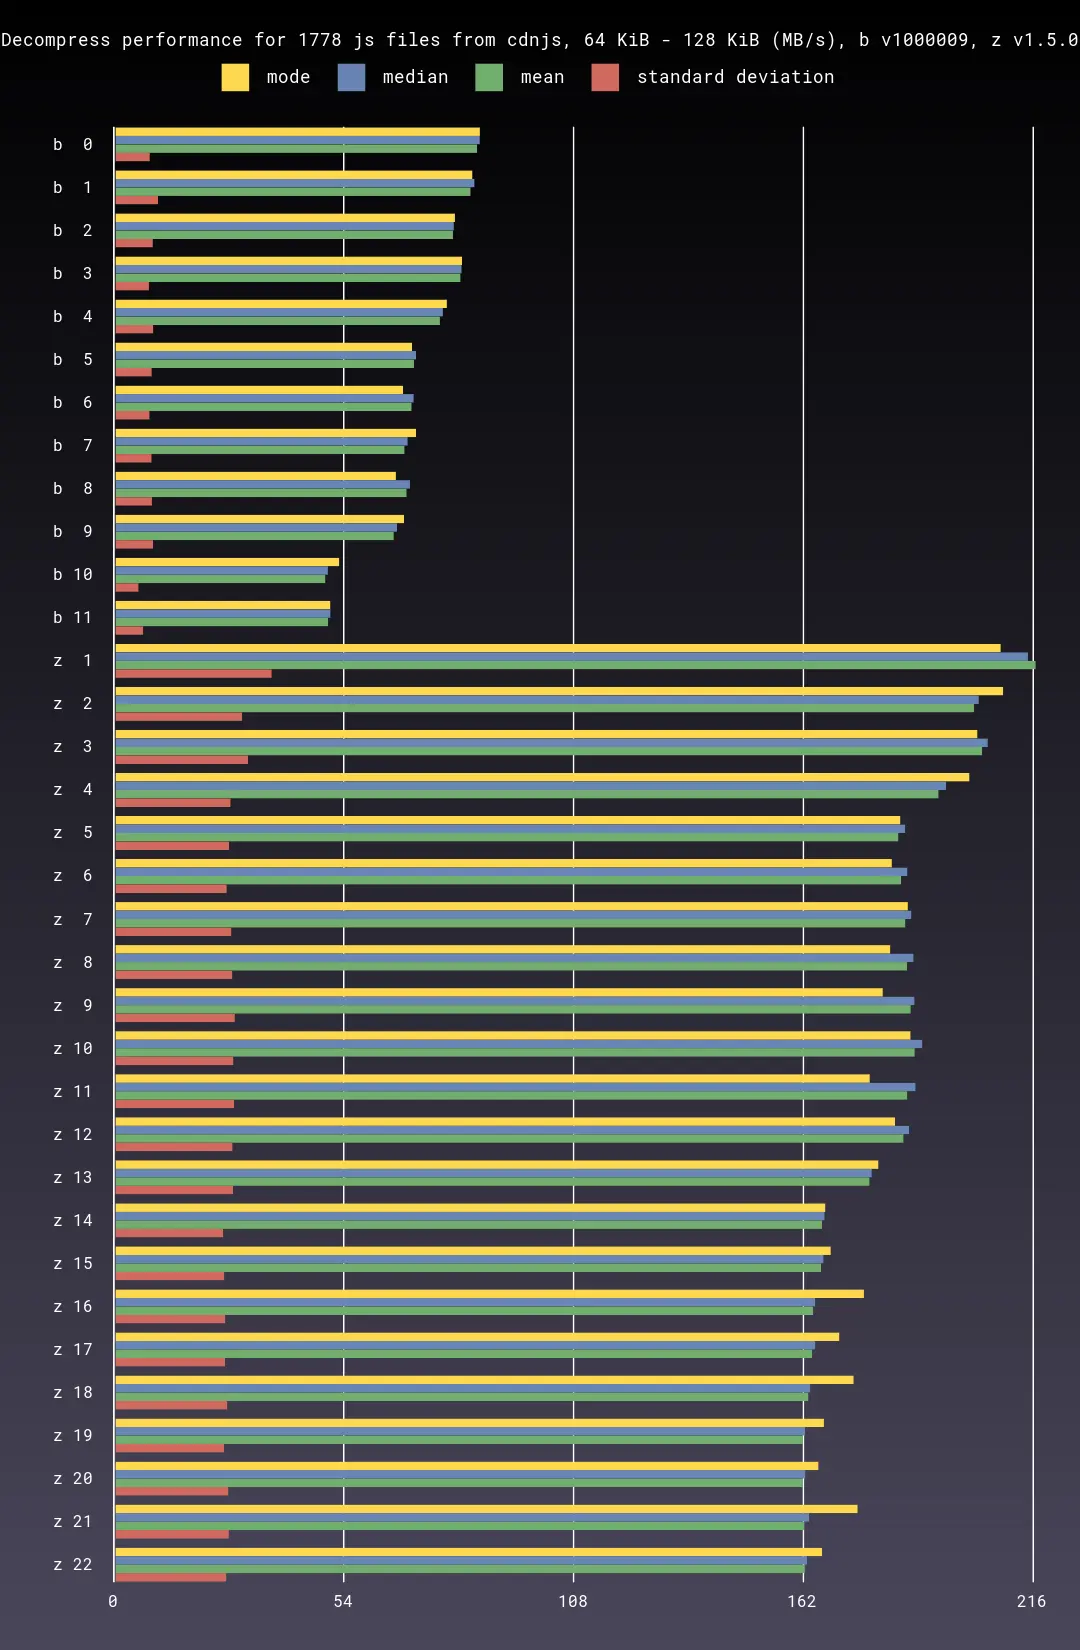 Decompress performance for 1778 js files from cdnjs, 64 KiB - 128 KiB (MB/s), b v1000009, z v1.5.0
mode median mean standard deviation
b 0
b 1
b 2
b 3
b 4
b 5
b 6
b 7
b 8
b 9
b 10
b 11
z 1
z 2
z 3
z 4
z 5
z 6
z 7
z 8
z 9
z 10
z 11
z 12
z 13
z 14
z 15
z 16
z 17
z 18
z 19
z 20
z 21
z 22
0 54 108 162 216